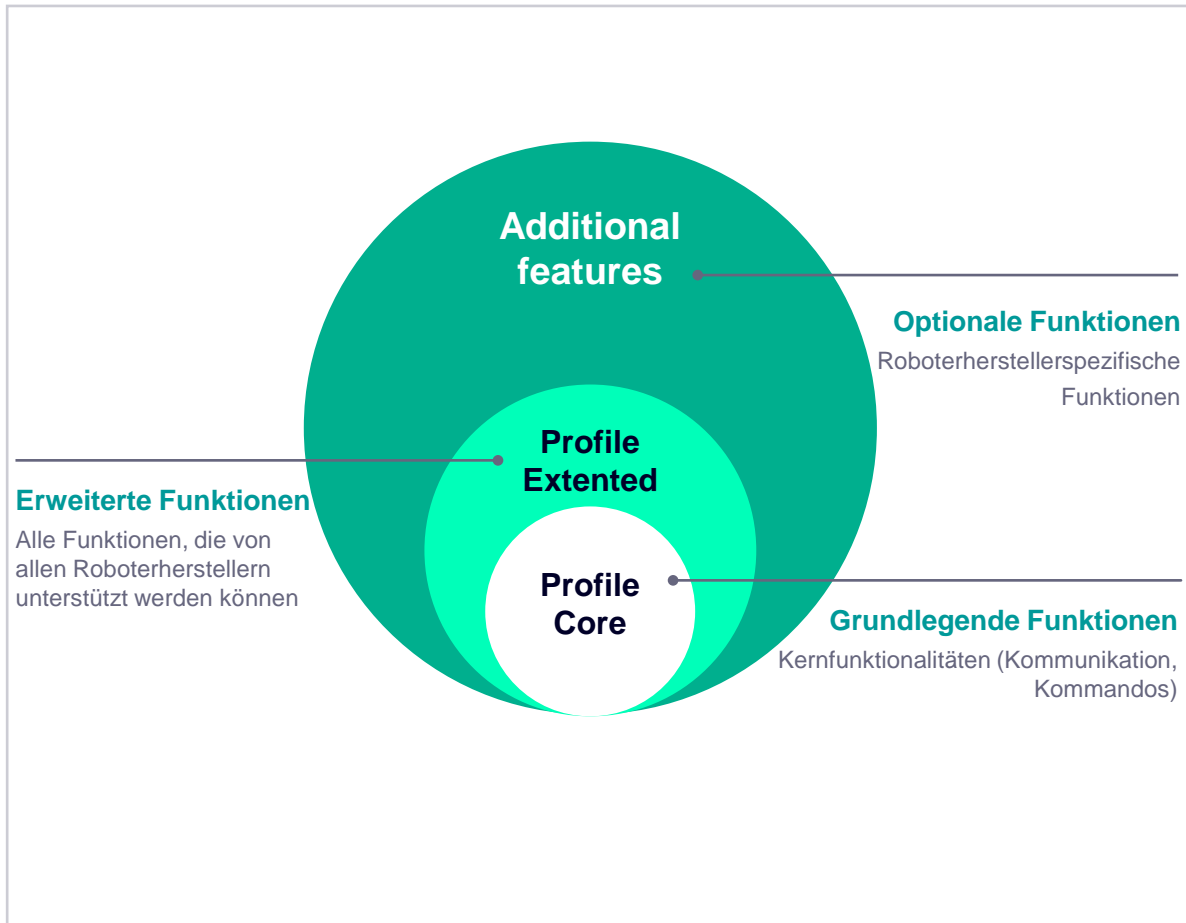 Additional
features
Optionale Funktionen
Roboterherstellerspezifische
Funktionen
Profile
Extented
Erweiterte Funktionen
Alle Funktionen, die von
allen Roboterherstellern
unterstützt werden können
Profile
Core
Grundlegende Funktionen
Kernfunktionalitäten (Kommunikation,
Kommandos)